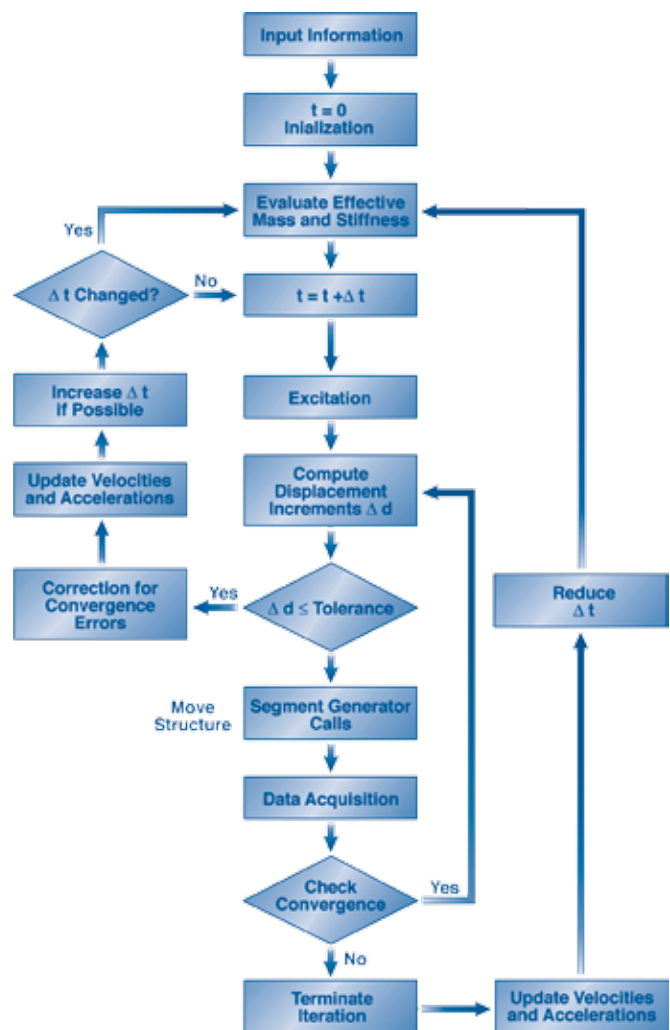 Input Information
t = 0
Inialization
Evaluate Effective
Mass and Stiffness
Yes
Δ t Changed?
No
t = t +Δ t
Increase Δ t
if Possible
Excitation
Update Velocities
and Accelerations
Compute
Displacement
Increments Δ d
Correction for
Convergence
Errors
Yes
Δ d ≤ Tolerance
Reduce
Δ t
Move
Structure
Segment Generator
Calls
Data Acquisition
Check
Convergence
Yes
No
Terminate
Iteration
Update Velocities
and Accelerations